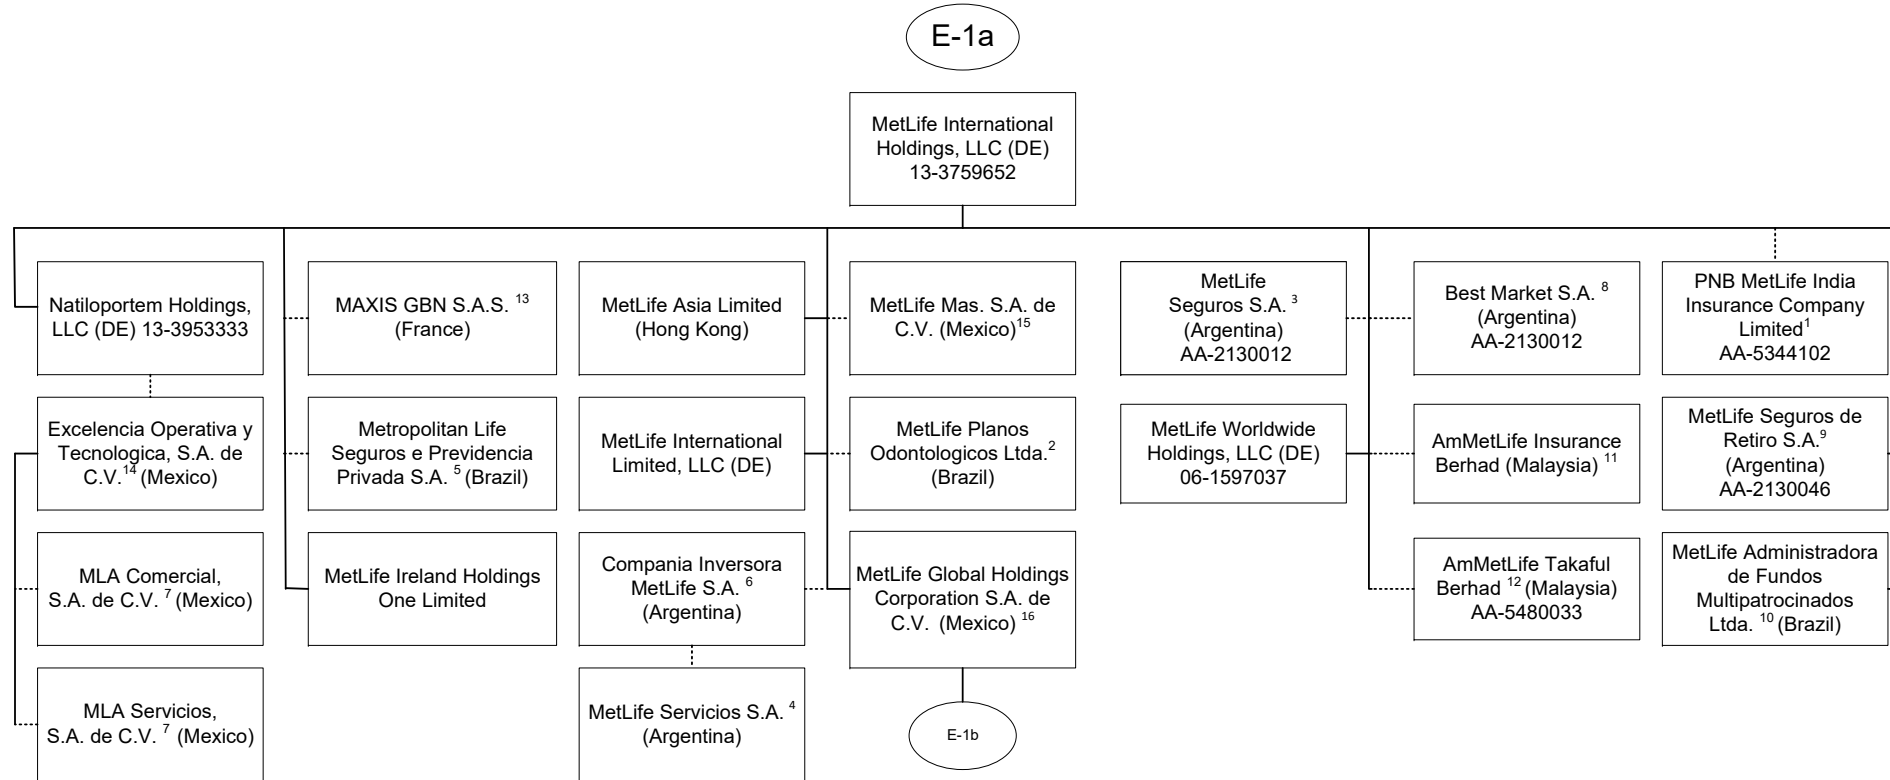 E-1a
MetLife International
Holdings, LLC (DE)
13-3759652
Natiloportem Holdings,
LLC (DE) 13-3953333
MAXIS GBN S.A.S. 13
(France)
MetLife Asia Limited
(Hong Kong)
MetLife Mas. S.A. de
C.V. (Mexico)15
MetLife
Seguros S.A. 3
(Argentina)
AA-2130012
Best Market S.A. 8
(Argentina)
AA-2130012
PNB MetLife India
Insurance Company
Limited1
AA-5344102
Excelencia Operativa y
Tecnologica, S.A. de
C.V.14 (Mexico)
Metropolitan Life
Seguros e Previdencia
Privada S.A. 5 (Brazil)
MetLife International
Limited, LLC (DE)
MetLife Planos
Odontologicos Ltda.2
(Brazil)
MetLife Worldwide
Holdings, LLC (DE)
06-1597037
AmMetLife Insurance
Berhad (Malaysia) 11
MetLife Seguros de
Retiro S.A.9
(Argentina)
AA-2130046
MLA Comercial,
S.A. de C.V. 7 (Mexico)
MetLife Ireland Holdings
One Limited
Compania Inversora
MetLife S.A. 6
(Argentina)
MetLife Global Holdings
Corporation S.A. de
C.V. (Mexico) 16
AmMetLife Takaful
Berhad 12 (Malaysia)
AA-5480033
MetLife Administradora
de Fundos
Multipatrocinados
Ltda. 10 (Brazil)
MLA Servicios,
S.A. de C.V. 7 (Mexico)
MetLife Servicios S.A. 4
(Argentina)
E-1b